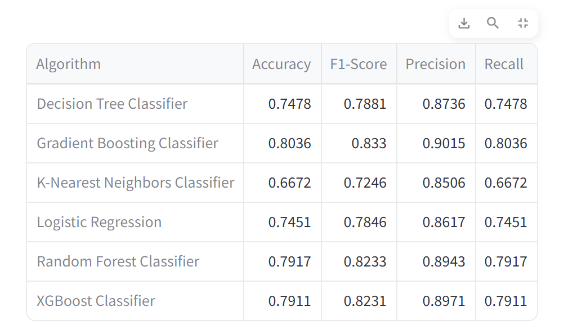 Algorithm Accuracy F1-Score Precision Recall
Decision Tree Classifier 0.7478 0.7881 0.8736 0.7478
Gradient Boosting Classifier 0.8036 0.833 0.9015 0.8036
K-Nearest Neighbors Classifier 0.6672 0.7246 0.8506 0.6672
Logistic Regression 0.7451 0.7846 0.8617 0.7451
Random Forest Classifier 0.7917 0.8233 0.8943 0.7917
XGBoost Classifier 0.7911 0.8231 0.8971 0.7911